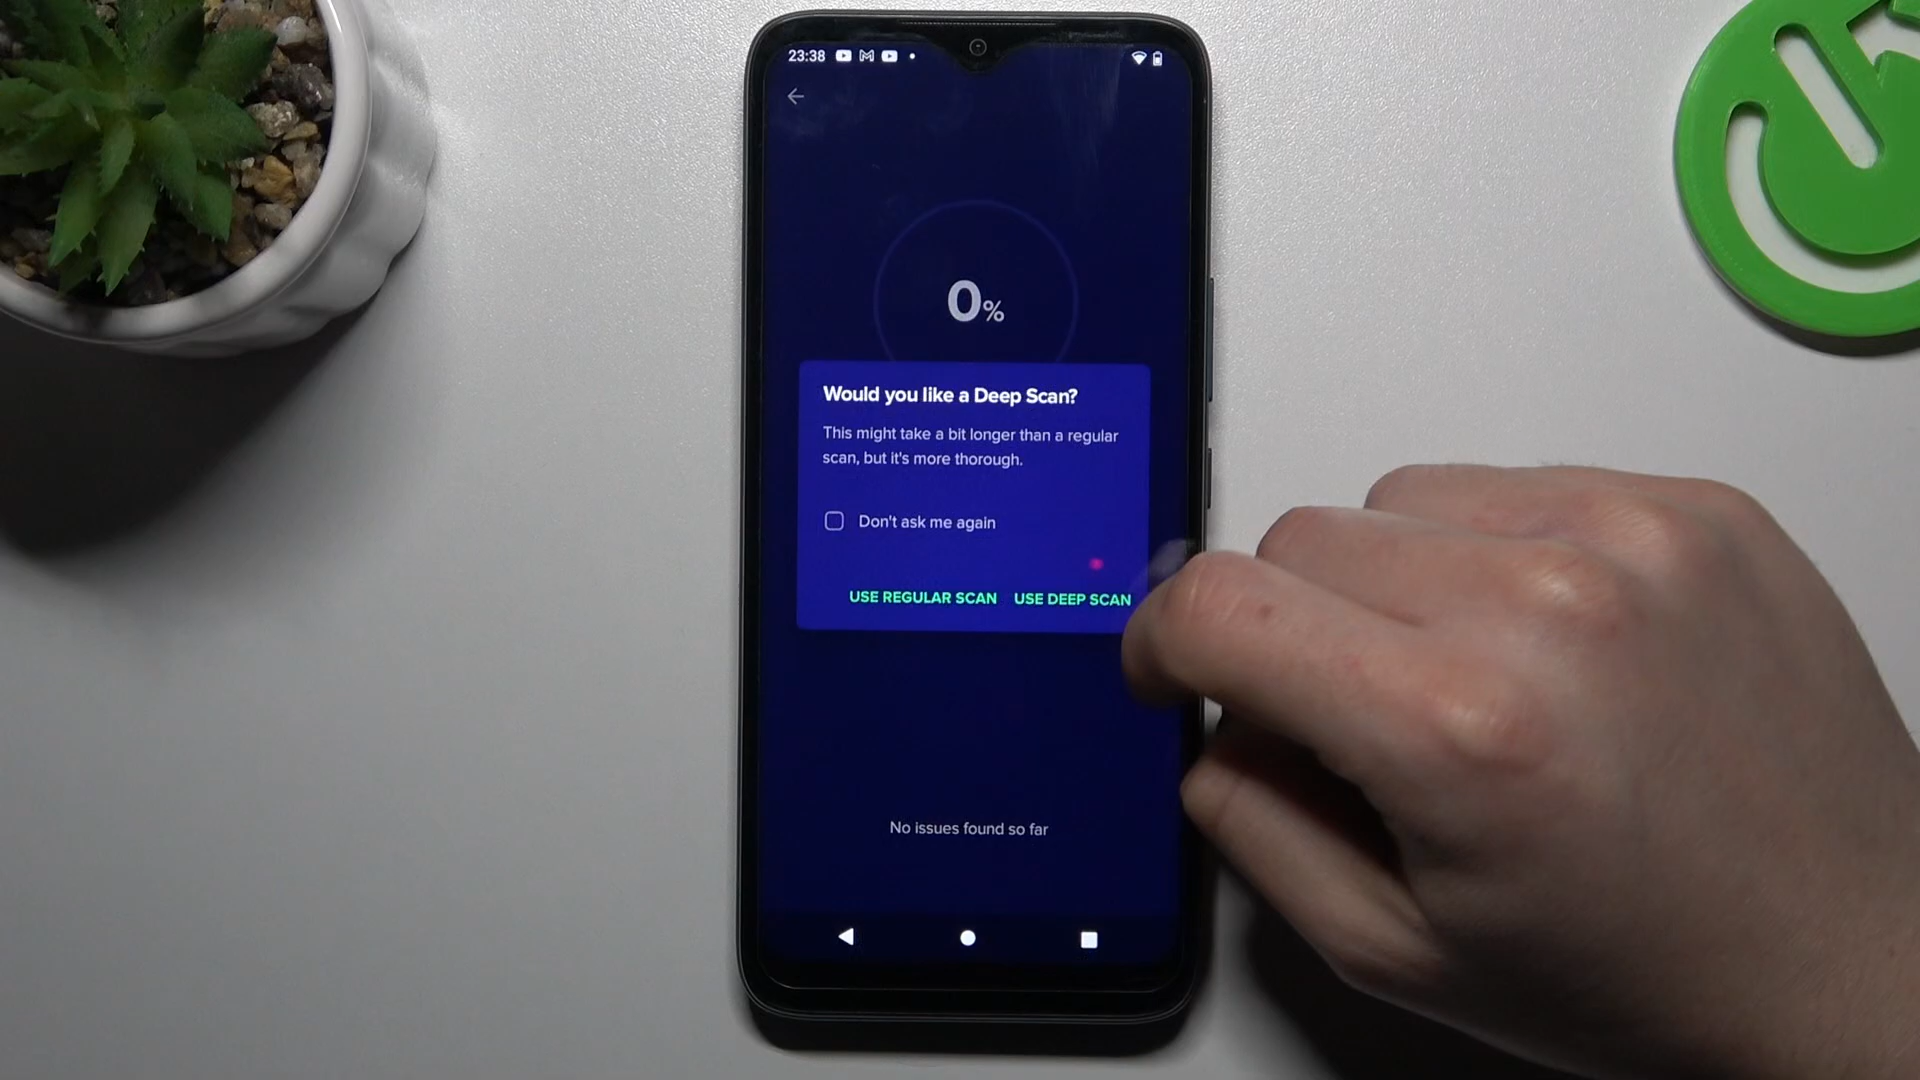 23:38
0%
Would you like a Deep Scan?
This might take a bit longer than a regular
scan, but it's more thorough.
Don't ask me again
USE REGULAR SCAN USE DEEP SCAN
No issues found so far